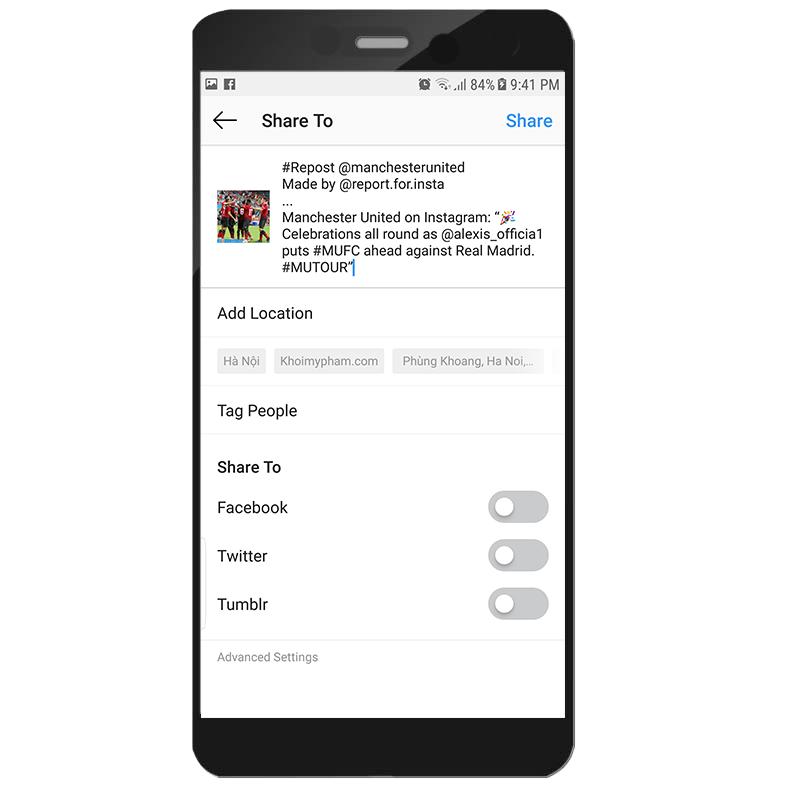 84% 9:41 PM
Share To Share
#Repost @manchesterunited
Made by @report.for.insta
...
Manchester United on Instagram: “🎉
Celebrations all round as @alexis_officia1
puts #MUFC ahead against Real Madrid.
#MUTOUR”
Add Location
Hà Nội Khoimypham.com Phùng Khoang, Ha Noi,...
Tag People
Share To
Facebook
Twitter
Tumblr
Advanced Settings